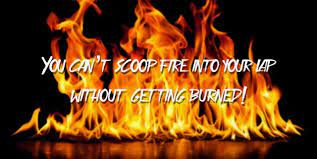 You can't scoop fire into your lap
without getting burned!